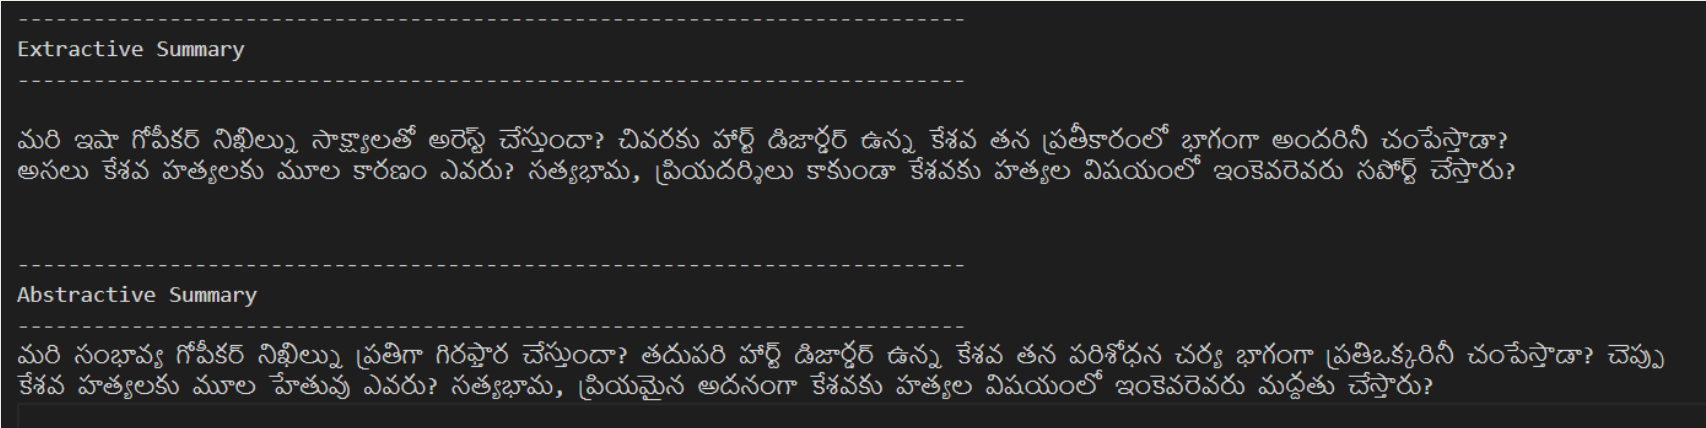 ---------------------------------------------------------------------------
Extractive Summary
---------------------------------------------------------------------------
మరి ఇషా గోపీకర్ నిఖిల్ను సాక్ష్యాలతో అరెస్ట్ చేస్తుందా? చివరకు హార్ట్ డిజార్డర్ ఉన్న కేశవ తన ప్రతీకారంలో భాగంగా అందరినీ చంపేస్తాడా?
అసలు కేశవ హత్యలకు మూల కారణం ఎవరు? సత్యభామ, ప్రియదర్శిలు కాకుండా కేశవకు హత్యల విషయంలో ఇంకెవరెవరు సపోర్ట్ చేస్తారు?
---------------------------------------------------------------------------
Abstractive Summary
---------------------------------------------------------------------------
మరి సంభావ్య గోపీకర్ నిఖిల్ను ప్రతిగా గిరఫ్తార చేస్తుందా? తదుపరి హార్ట్ డిజార్డర్ ఉన్న కేశవ తన పరిశోధన చర్య భాగంగా ప్రతిఒక్కరినీ చంపేస్తాడా? చెప్పు
కేశవ హత్యలకు మూల హేతువు ఎవరు? సత్యభామ, ప్రియమైన అదనంగా కేశవకు హత్యల విషయంలో ఇంకెవరెవరు మద్దతు చేస్తారు?